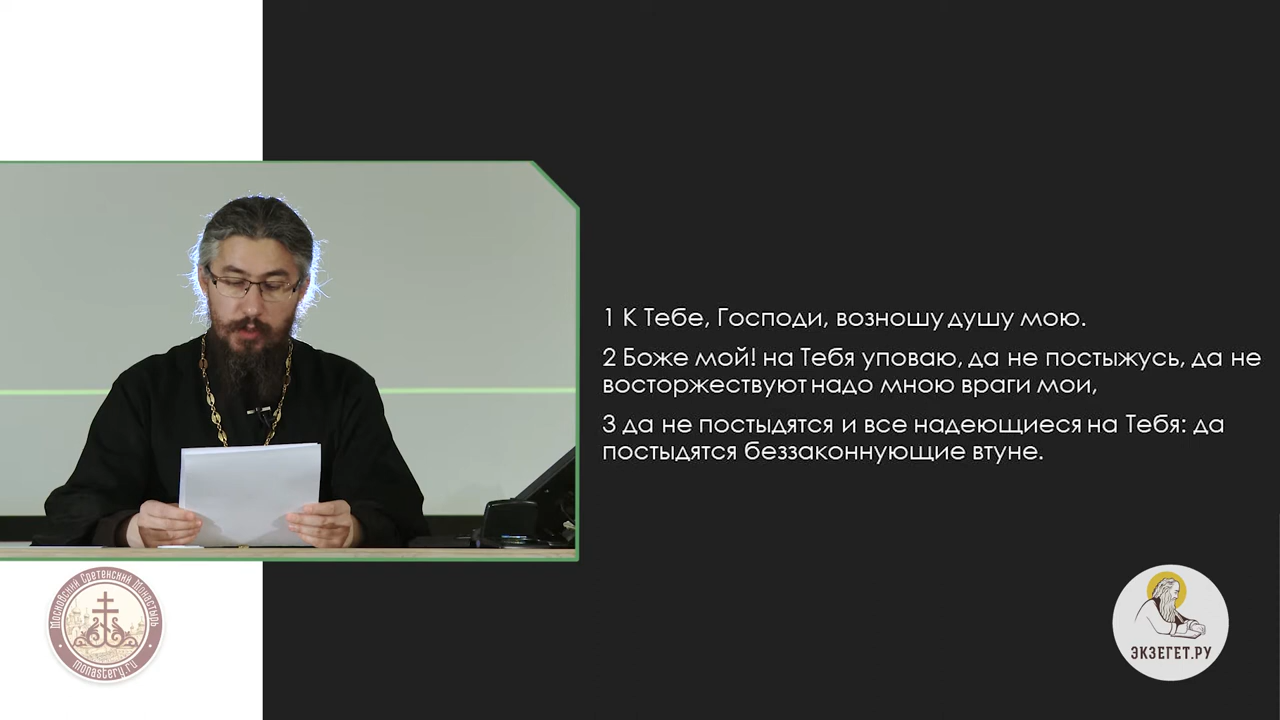 1 К Тебе, Господи, возношу душу мою.
2 Боже мой! на Тебя уповаю, да не постыжусь, да не
восторжествуют надо мною враги мои,
3 да не постыдятся и все надеющиеся на Тебя: да
постыдятся беззаконнующие втуне.
Московский Сретенский Монастырь
monastery.ru
ЭКЗЕГЕТ.РУ